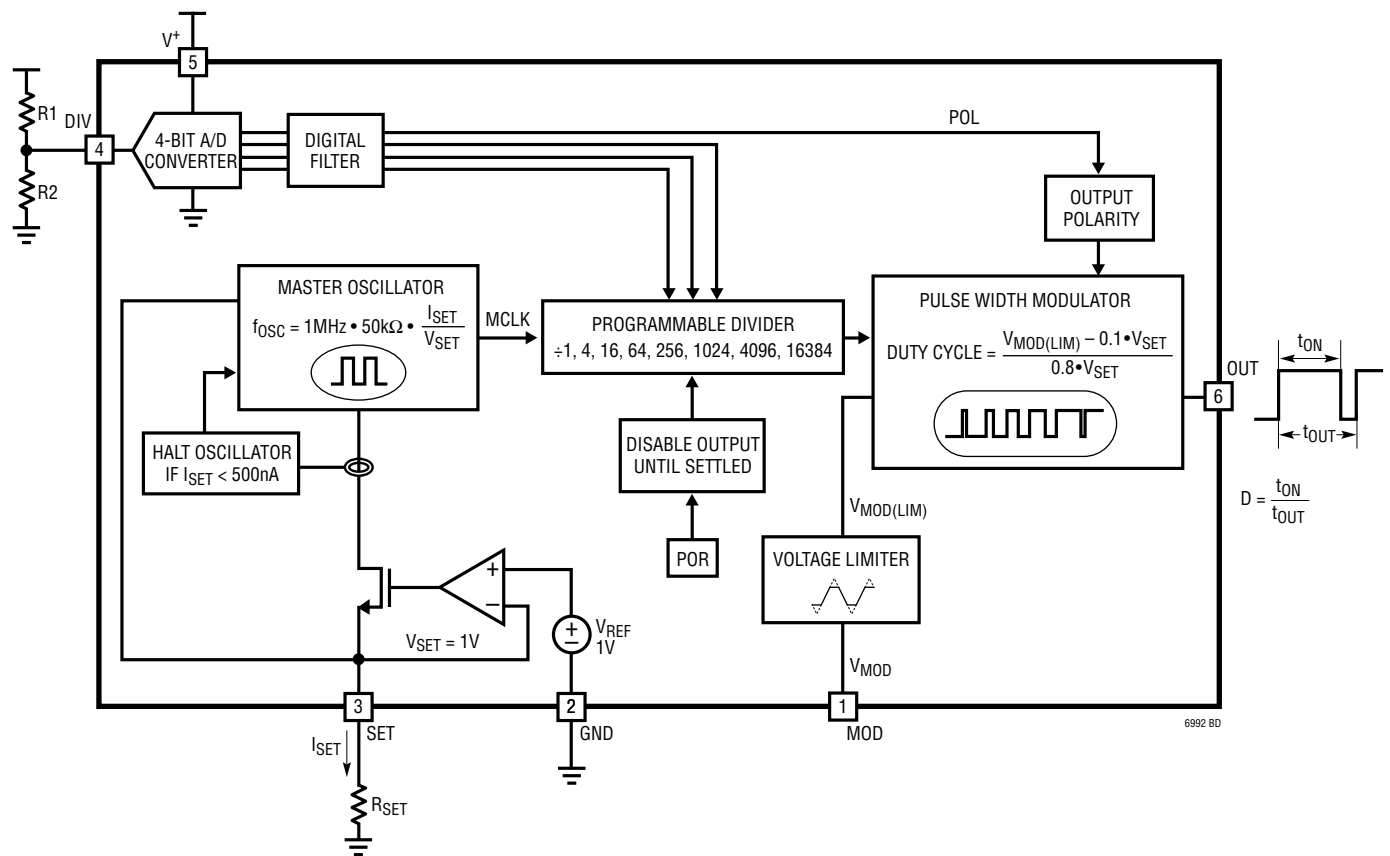 V+
5
R1
DIV
4
R2
4-BIT A/D
CONVERTER
DIGITAL
FILTER
POL
OUTPUT
POLARITY
MASTER OSCILLATOR
fOSC = 1MHz • 50kΩ • ISET / VSET
MCLK
PROGRAMMABLE DIVIDER
÷1, 4, 16, 64, 256, 1024, 4096, 16384
PULSE WIDTH MODULATOR
DUTY CYCLE = VMOD(LIM) – 0.1•VSET / 0.8•VSET
OUT
6
tON
tOUT
D = tON / tOUT
HALT OSCILLATOR
IF ISET < 500nA
DISABLE OUTPUT
UNTIL SETTLED
POR
VMOD(LIM)
VOLTAGE LIMITER
VMOD
+
–
VSET = 1V
+
–
VREF
1V
3
SET
2
GND
1
MOD
ISET
RSET
6992 BD